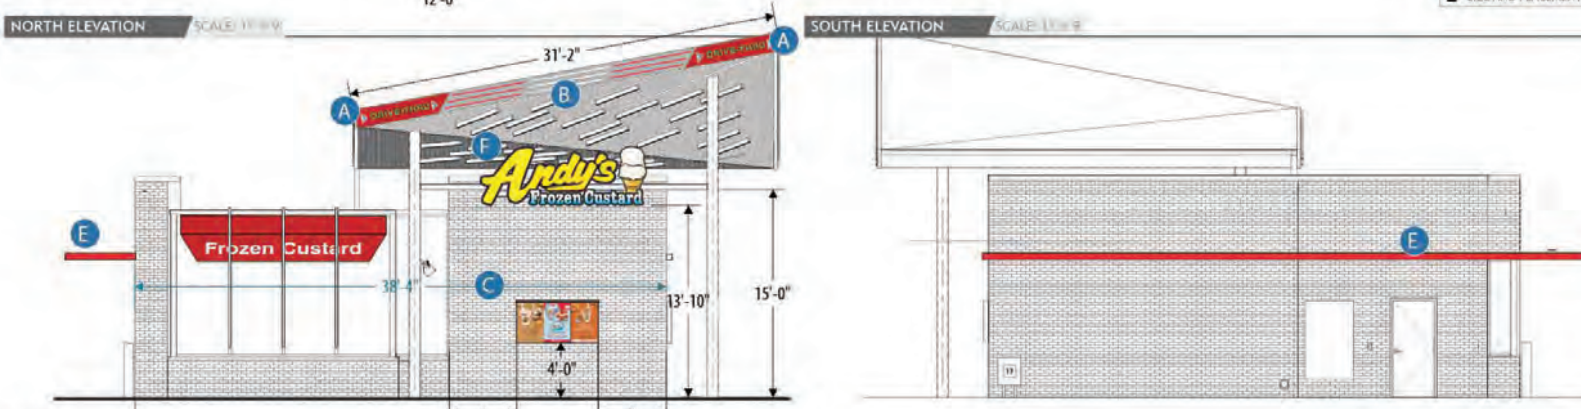 12'-0"
NORTH ELEVATION
SOUTH ELEVATION
31'-2"
A
B
A
F
Andy's
Frozen Custard
E
Frozen Custard
E
38'-4"
C
13'-10"
15'-0"
4'-0"